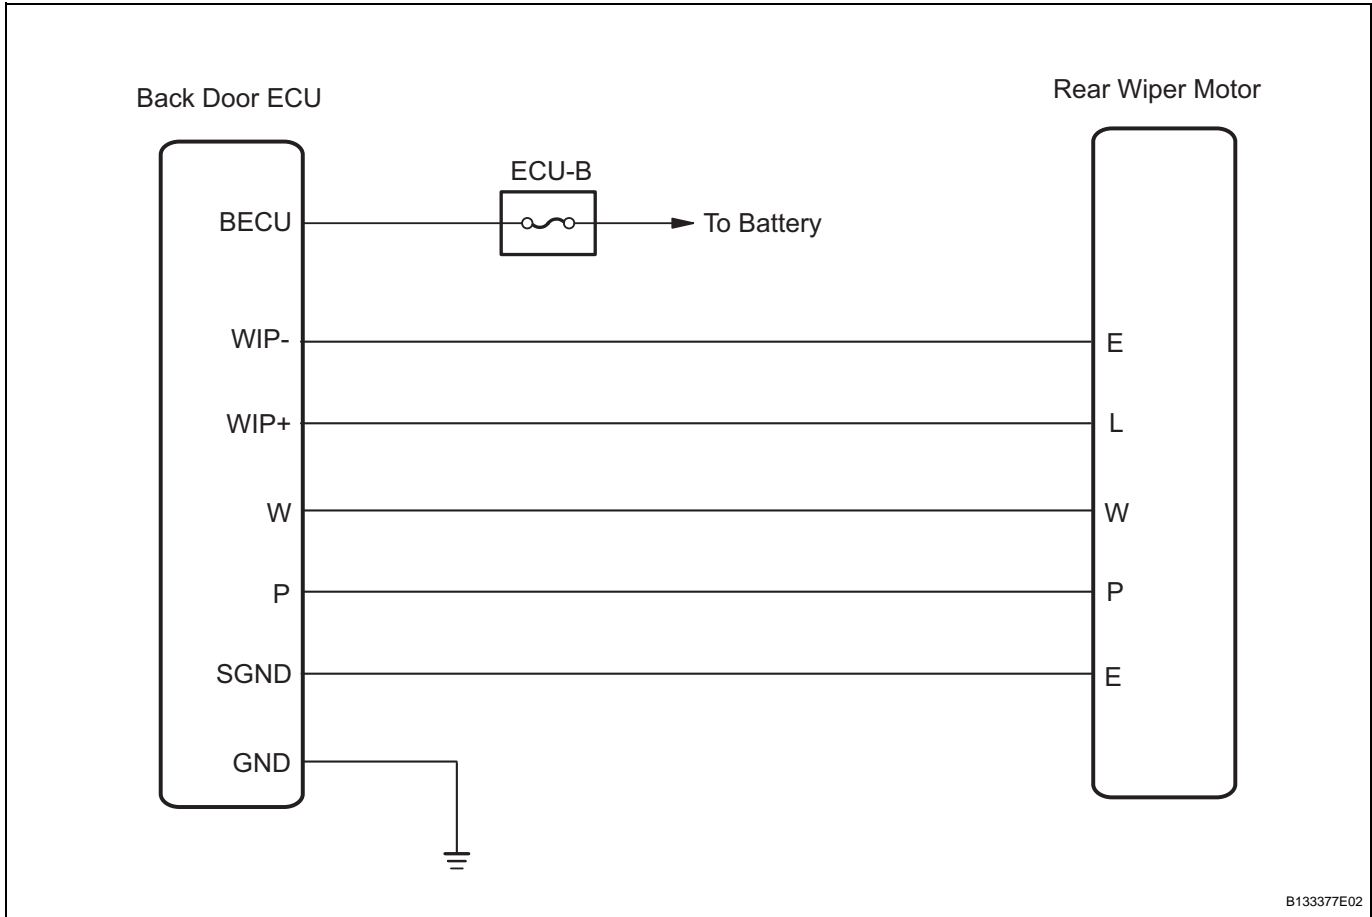 Back Door ECU
Rear Wiper Motor
ECU-B
BECU
To Battery
WIP-
E
WIP+
L
W
W
P
P
SGND
E
GND
B133377E02